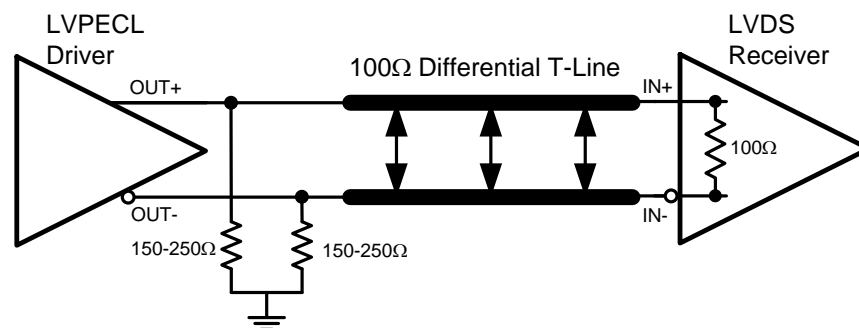 LVPECL
Driver
LVDS
Receiver
100Ω Differential T-Line
OUT+
IN+
100Ω
OUT-
IN-
150-250Ω
150-250Ω